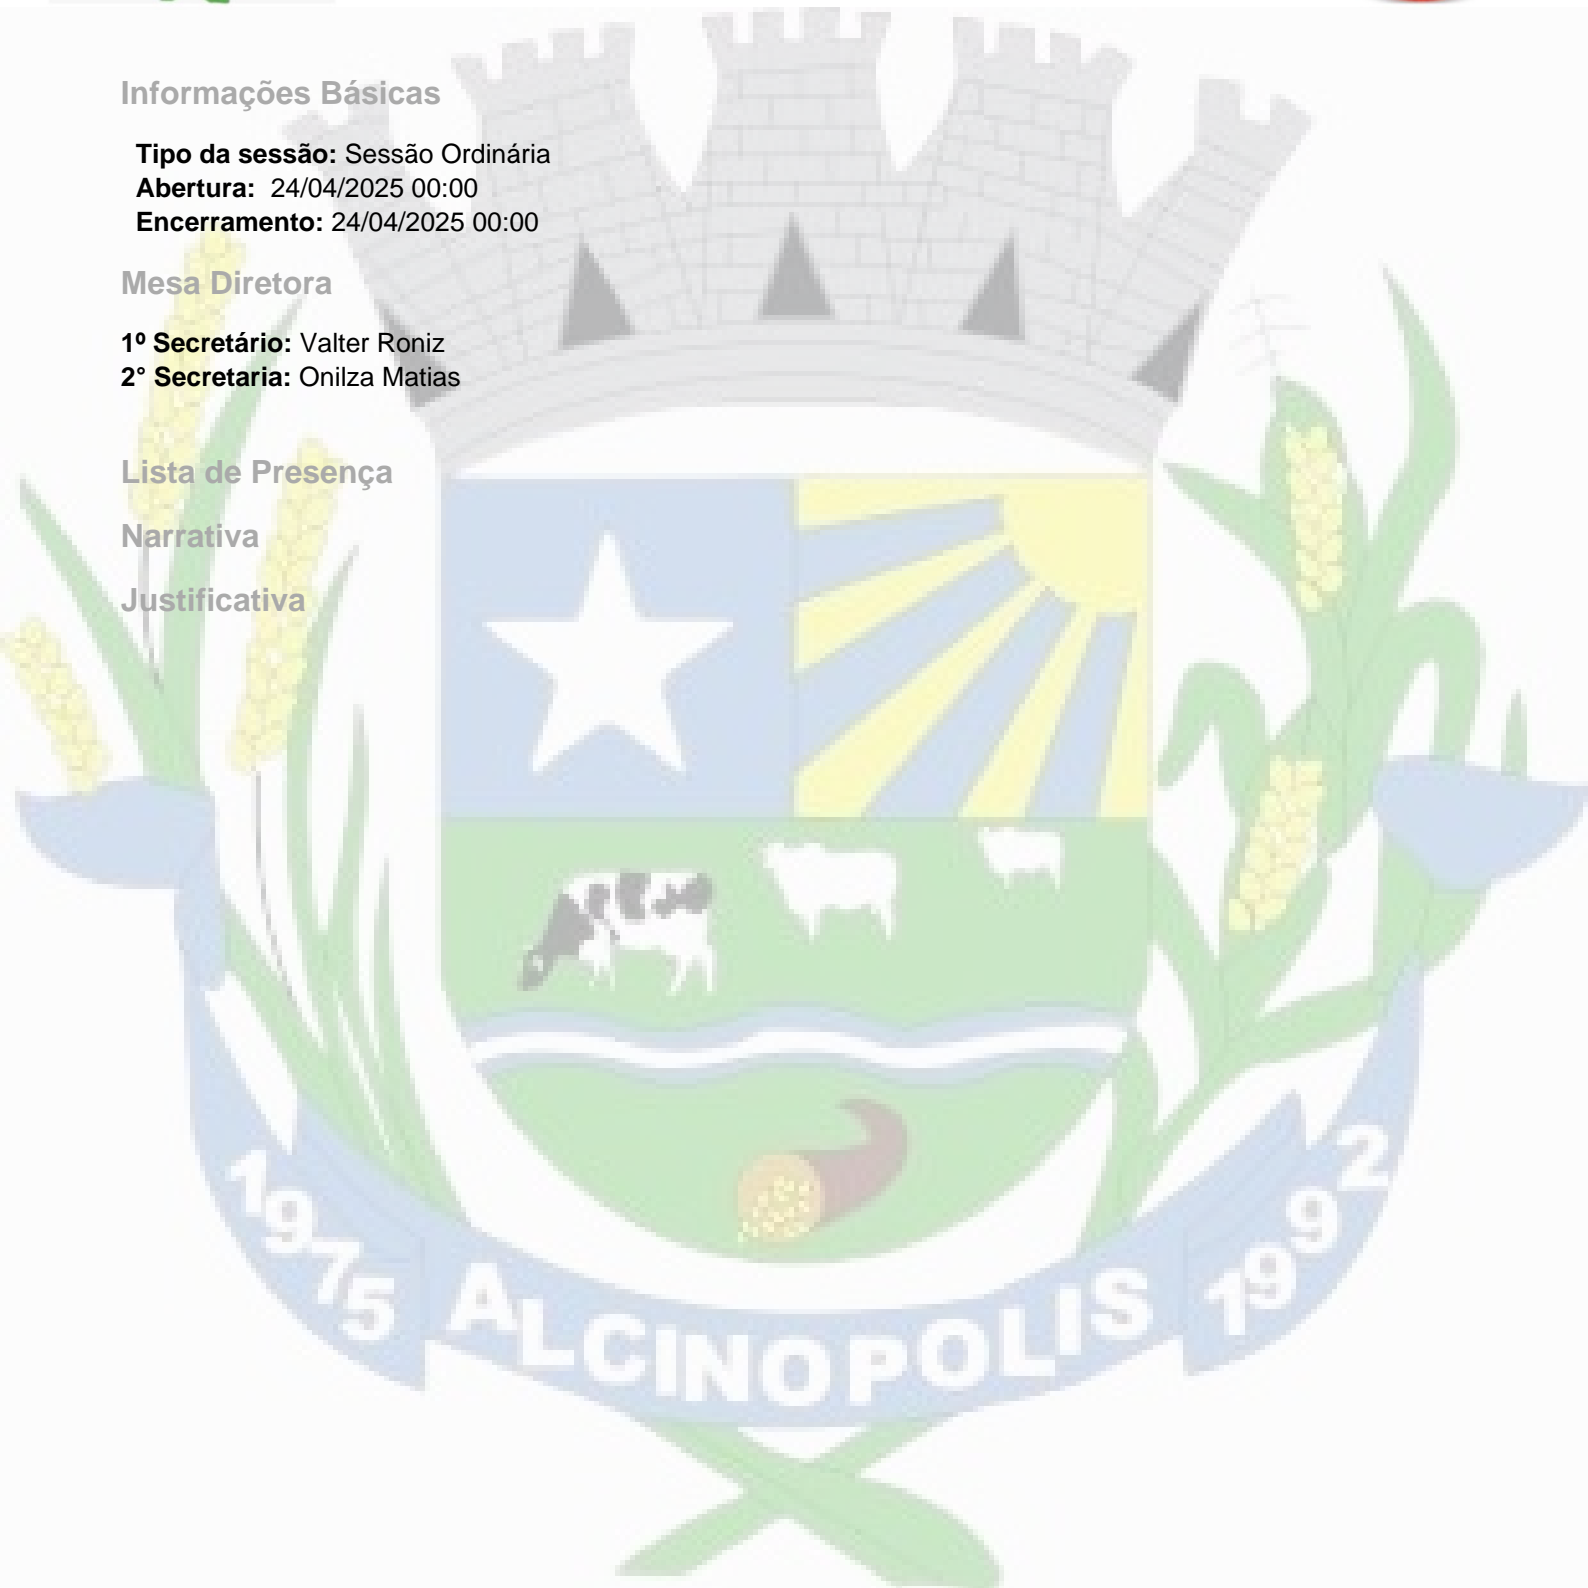 Informações Básicas
Tipo da sessão: Sessão Ordinária
Abertura: 24/04/2025 00:00
Encerramento: 24/04/2025 00:00
Mesa Diretora
1º Secretário: Valter Roniz
2° Secretaria: Onilza Matias
Lista de Presença
Narrativa
Justificativa
1975 ALCINOPOLIS 1992